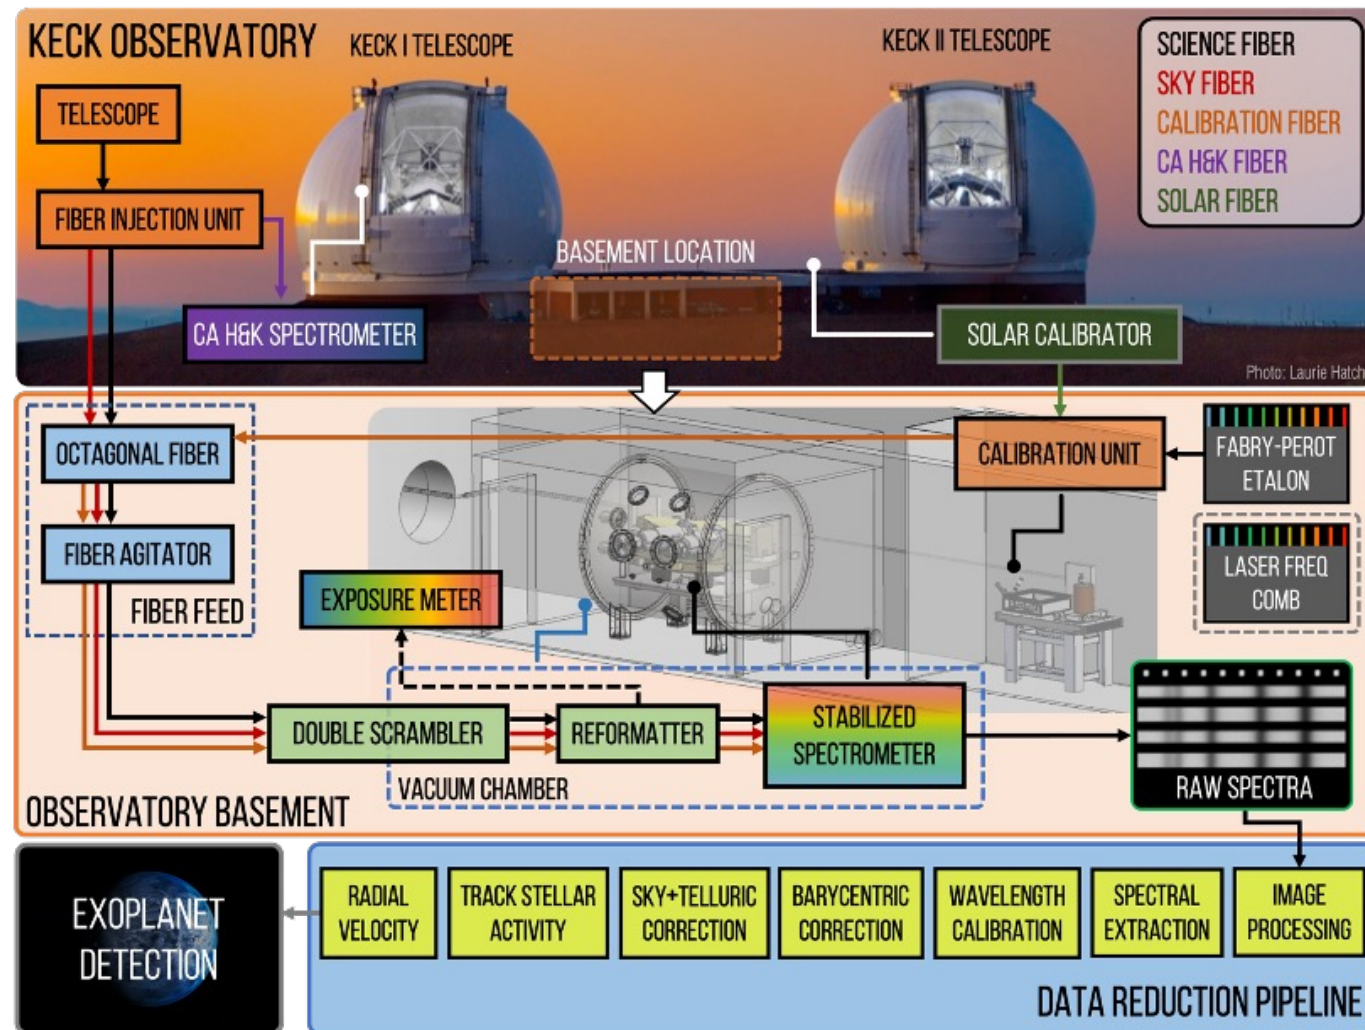 KECK OBSERVATORY
KECK I TELESCOPE
KECK II TELESCOPE
SCIENCE FIBER
SKY FIBER
CALIBRATION FIBER
CA H&K FIBER
SOLAR FIBER
TELESCOPE
FIBER INJECTION UNIT
BASEMENT LOCATION
CA H&K SPECTROMETER
SOLAR CALIBRATOR
Photo: Laurie Hatch
OCTAGONAL FIBER
CALIBRATION UNIT
FABRY-PEROT
ETALON
FIBER AGITATOR
LASER FREQ
COMB
FIBER FEED
EXPOSURE METER
DOUBLE SCRAMBLER
REFORMATTER
STABILIZED
SPECTROMETER
VACUUM CHAMBER
RAW SPECTRA
OBSERVATORY BASEMENT
EXOPLANET
DETECTION
RADIAL
VELOCITY
TRACK STELLAR
ACTIVITY
SKY+TELLURIC
CORRECTION
BARYCENTRIC
CORRECTION
WAVELENGTH
CALIBRATION
SPECTRAL
EXTRACTION
IMAGE
PROCESSING
DATA REDUCTION PIPELINE